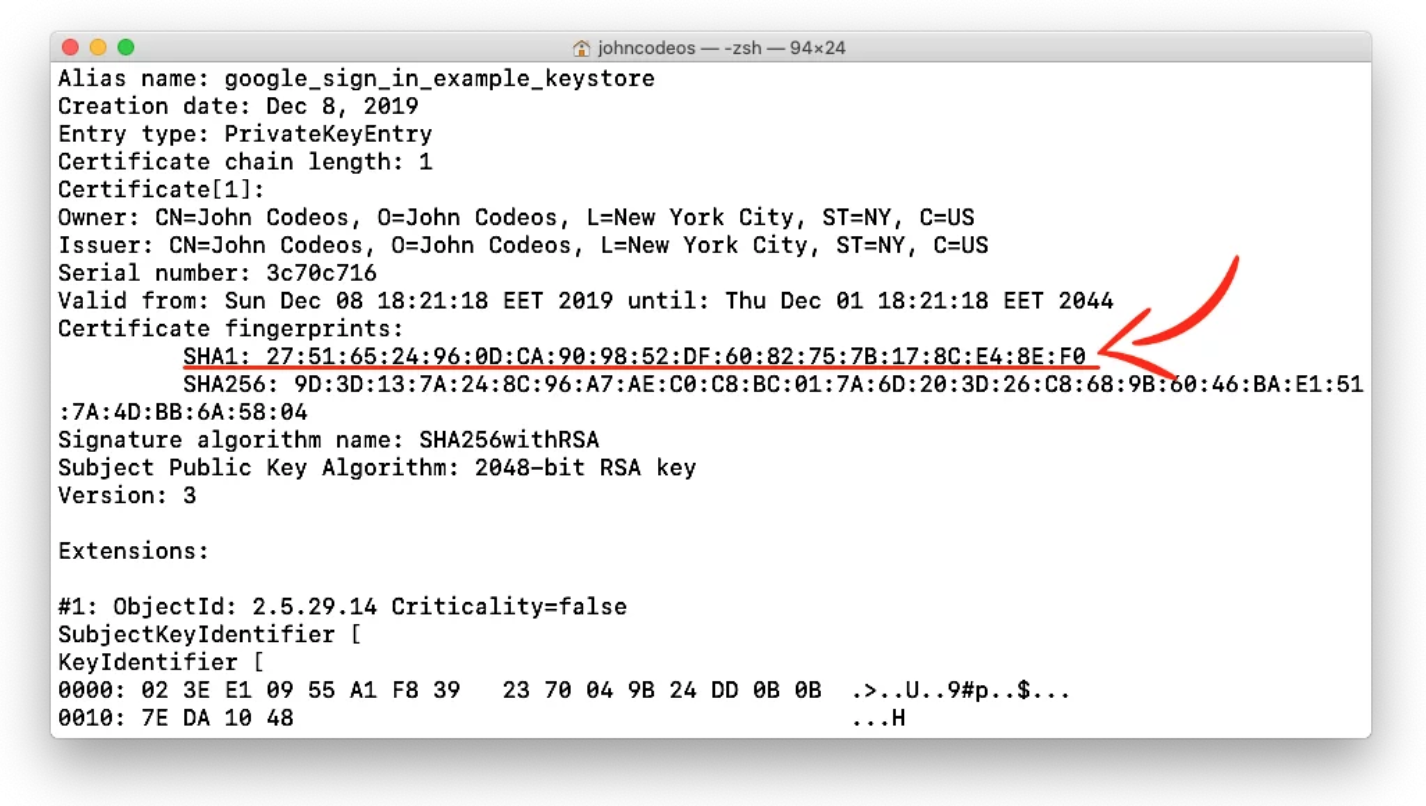 johncodeos — -zsh — 94×24
Alias name: google_sign_in_example_keystore
Creation date: Dec 8, 2019
Entry type: PrivateKeyEntry
Certificate chain length: 1
Certificate[1]:
Owner: CN=John Codeos, O=John Codeos, L=New York City, ST=NY, C=US
Issuer: CN=John Codeos, O=John Codeos, L=New York City, ST=NY, C=US
Serial number: 3c70c716
Valid from: Sun Dec 08 18:21:18 EET 2019 until: Thu Dec 01 18:21:18 EET 2044
Certificate fingerprints:
SHA1: 27:51:65:24:96:0D:CA:90:98:52:DF:60:82:75:7B:17:8C:E4:8E:F0
SHA256: 9D:3D:13:7A:24:8C:96:A7:AE:C0:C8:BC:01:7A:6D:20:3D:26:C8:68:9B:60:46:BA:E1:51
:7A:4D:BB:6A:58:04
Signature algorithm name: SHA256withRSA
Subject Public Key Algorithm: 2048-bit RSA key
Version: 3
Extensions:
#1: ObjectId: 2.5.29.14 Criticality=false
SubjectKeyIdentifier [
KeyIdentifier [
0000: 02 3E E1 09 55 A1 F8 39   23 70 04 9B 24 DD 0B 0B  .>..U..9#p..$...
0010: 7E DA 10 48                                        ...H